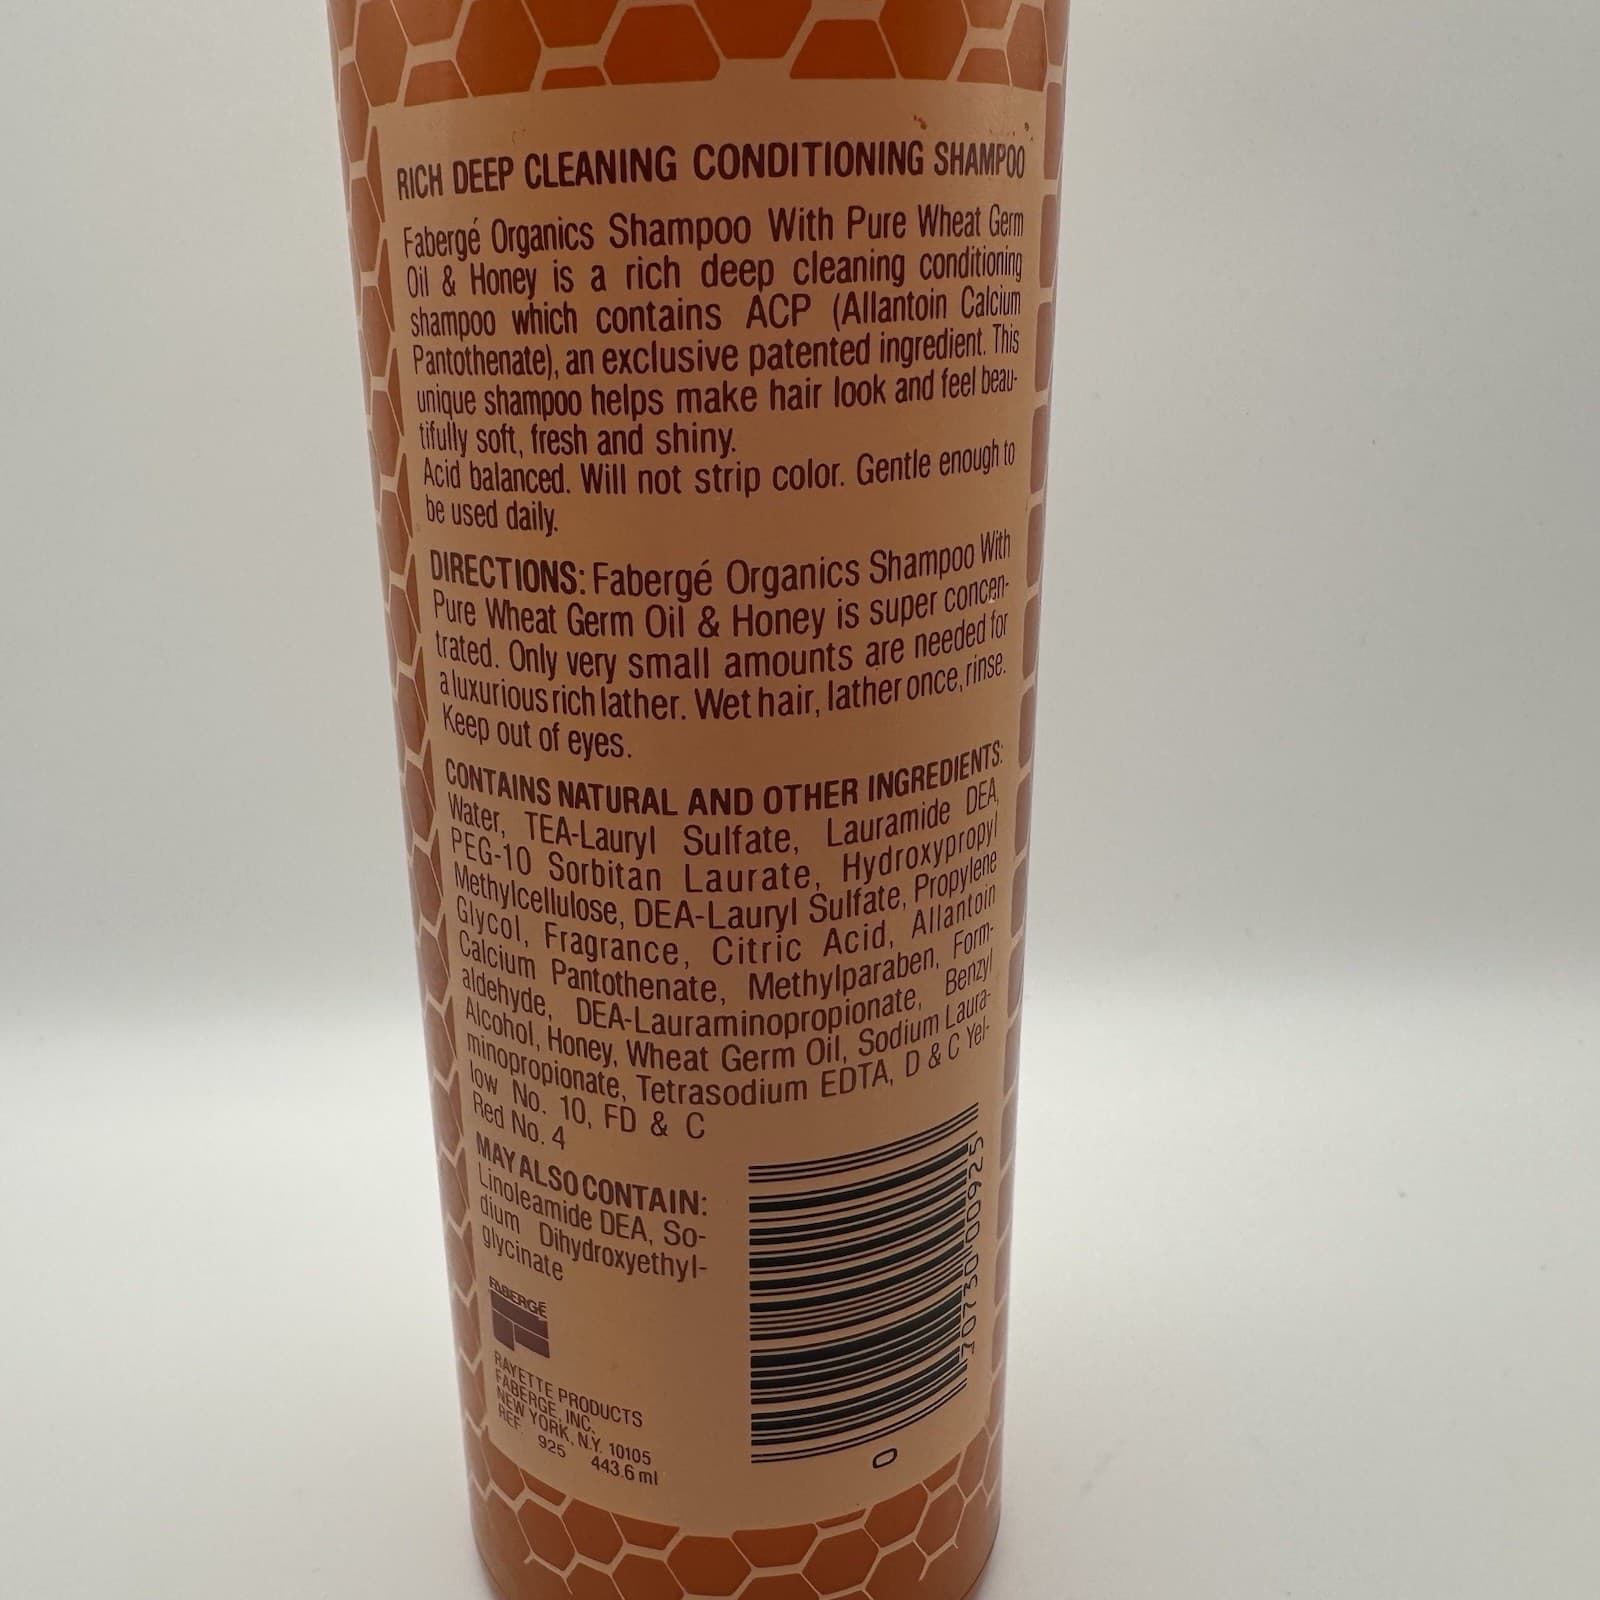 RICH DEEP CLEANING CONDITIONING SHAMPOO
Fabergé Organics Shampoo With Pure Wheat Germ
Oil & Honey is a rich deep cleaning conditioning
shampoo which contains ACP (Allantoin Calcium
Pantothenate), an exclusive patented ingredient. This
unique shampoo helps make hair look and feel beau-
tifully soft, fresh and shiny.
Acid balanced. Will not strip color. Gentle enough to
be used daily.
DIRECTIONS: Fabergé Organics Shampoo With
Pure Wheat Germ Oil & Honey is super concen-
trated. Only very small amounts are needed for
a luxurious rich lather. Wet hair, lather once, rinse.
Keep out of eyes.
CONTAINS NATURAL AND OTHER INGREDIENTS:
Water, TEA-Lauryl Sulfate, Lauramide DEA,
PEG-10 Sorbitan Laurate, Hydroxypropyl
Methylcellulose, DEA-Lauryl Sulfate, Propylene
Glycol, Fragrance, Citric Acid, Allantoin
Calcium Pantothenate, Methylparaben, Form-
aldehyde, DEA-Lauraminopropionate, Benzyl
Alcohol, Honey, Wheat Germ Oil, Sodium Laura-
minopropionate, Tetrasodium EDTA, D & C Yel-
low No. 10, FD & C
Red No. 4
MAY ALSO CONTAIN:
Linoleamide DEA, So-
dium Dihydroxyethyl-
glycinate
FABERGÉ
RAYETTE PRODUCTS
FABERGE, INC.
NEW YORK, N.Y. 10105
REF. 925 443.6 ml
0
70730 00925